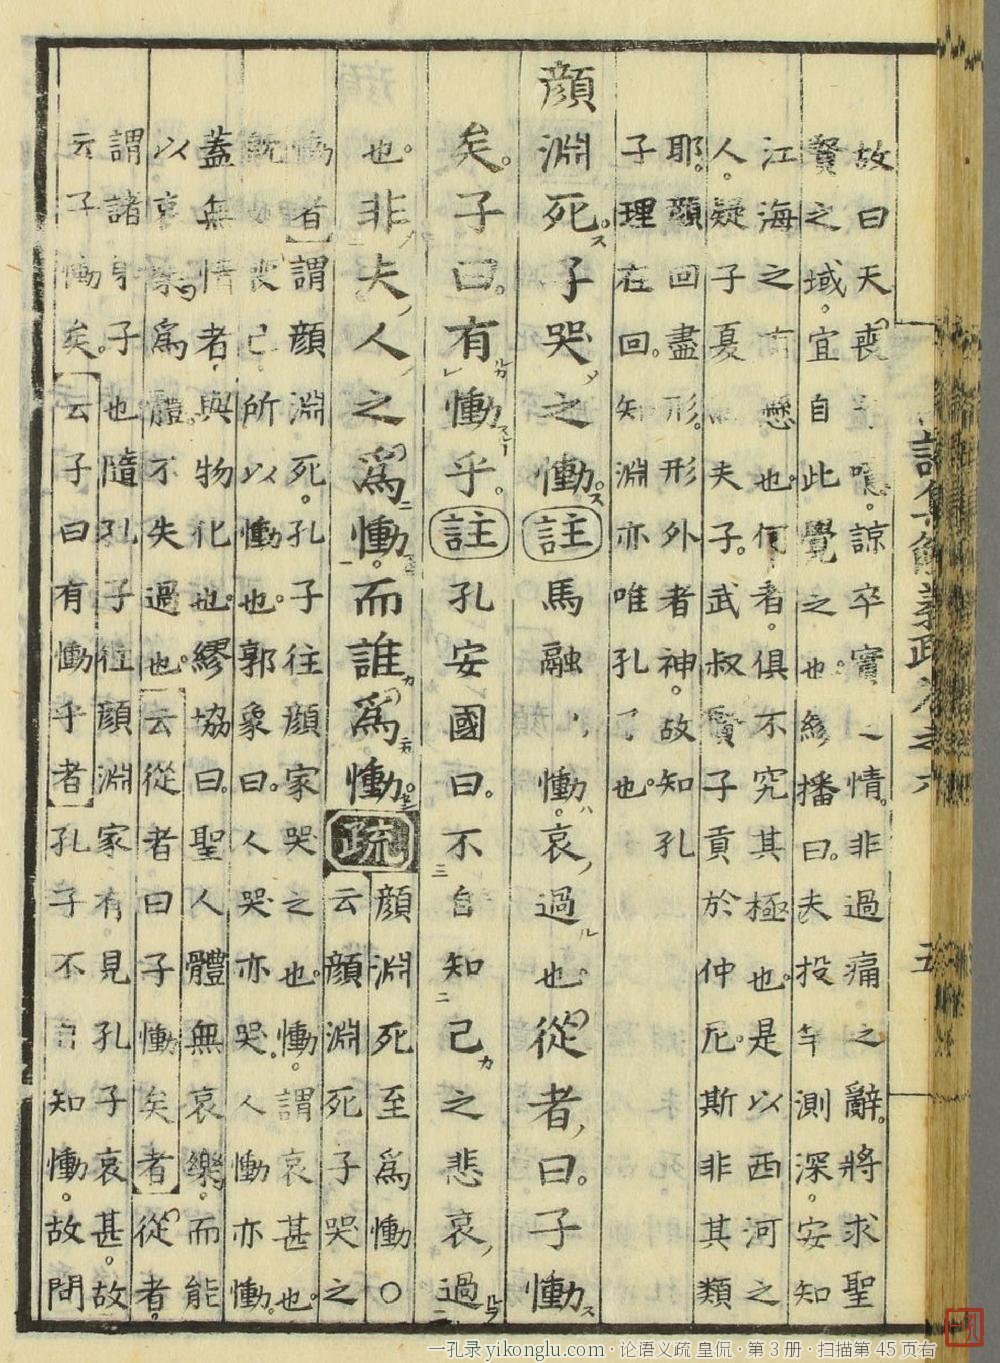 故曰天喪予噫諒卒實之情。非過痛之辭。將求聖
賢之域。宜自此覺之也。繆播曰。夫投竿測深。安知
江海之有懸也。何者。俱不究其極也。是以西河之
人。疑子夏為夫子。武叔賢子貢於仲尼。斯非其類
耶。顏回盡形。形外者神。故知孔
子理在回。知淵亦唯孔子也。
顏淵死。子哭之慟。註馬融曰慟。哀過也。從者曰。子慟
矣。子曰。有慟乎。註孔安國曰。不自知己之悲哀過
也。非夫人之爲慟。而誰爲慟。疏顏淵死至爲慟○
云顏淵死子哭之
慟者謂顏淵死。孔子往顏家哭之也。慟。謂哀甚也。
既喪己所以慟也。郭象曰。人哭亦哭。人慟亦慟。
蓋無情者。與物化也。繆協曰。聖人體無哀樂。而能
以哀樂爲體。不失過也。云從者曰子慟矣者從者。
謂諸弟子也隨孔子往顏淵家有見孔子哀甚。故
云子慟矣。云子曰有慟乎者孔子不自知慟。故問
論語集解義疏卷之六
五
一孔录 yikonglu.com · 论语义疏 皇侃 · 第 3 册 · 扫描第 45 页右